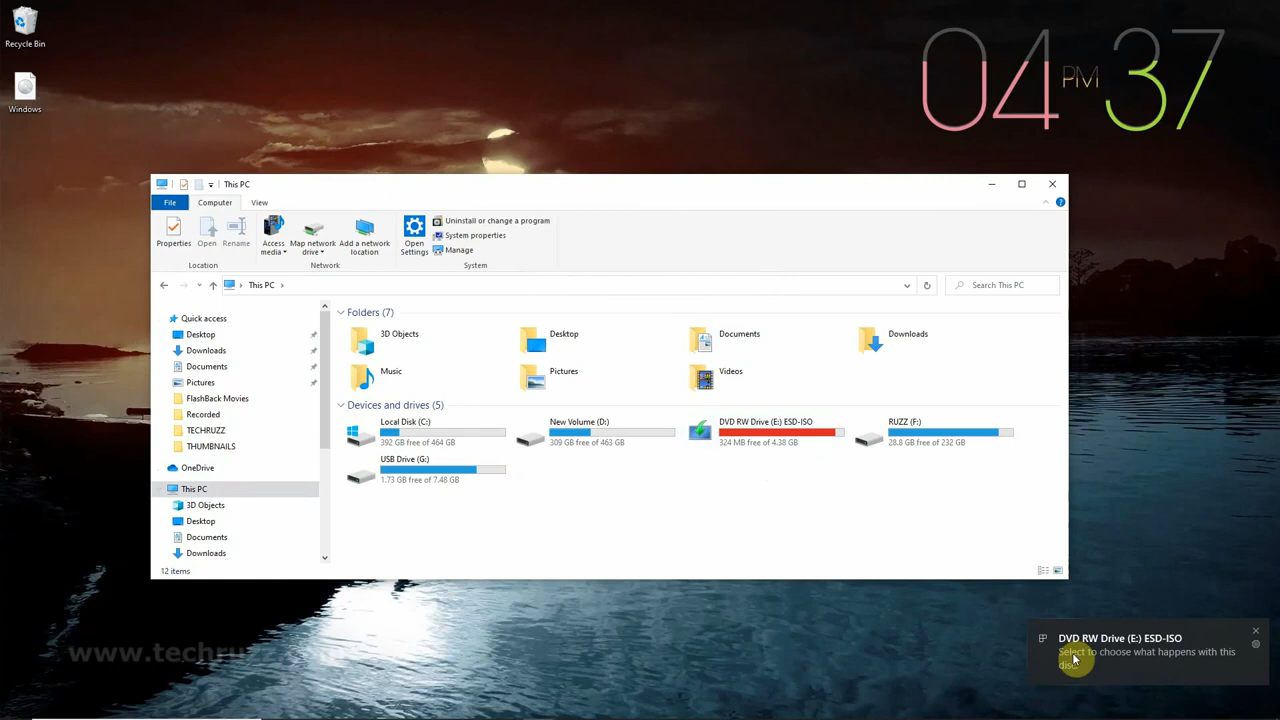 Recycle Bin
Windows
04 PM 37
This PC
File
Computer
View
Properties
Open
Rename
Access media
Map network drive
Add a network location
Open Settings
Uninstall or change a program
System properties
Manage
Location
Network
System
This PC
Search This PC
Quick access
Desktop
Downloads
Documents
Pictures
FlashBack Movies
Recorded
TECHRUZZ
THUMBNAILS
OneDrive
This PC
3D Objects
Desktop
Documents
Downloads
Folders (7)
3D Objects
Desktop
Documents
Downloads
Music
Pictures
Videos
Devices and drives (5)
Local Disk (C:)
392 GB free of 464 GB
New Volume (D:)
309 GB free of 463 GB
DVD RW Drive (E:) ESD-ISO
324 MB free of 4.38 GB
RUZZ (F:)
28.8 GB free of 232 GB
USB Drive (G:)
1.73 GB free of 7.48 GB
12 items
DVD RW Drive (E:) ESD-ISO
Select to choose what happens with this
disc.